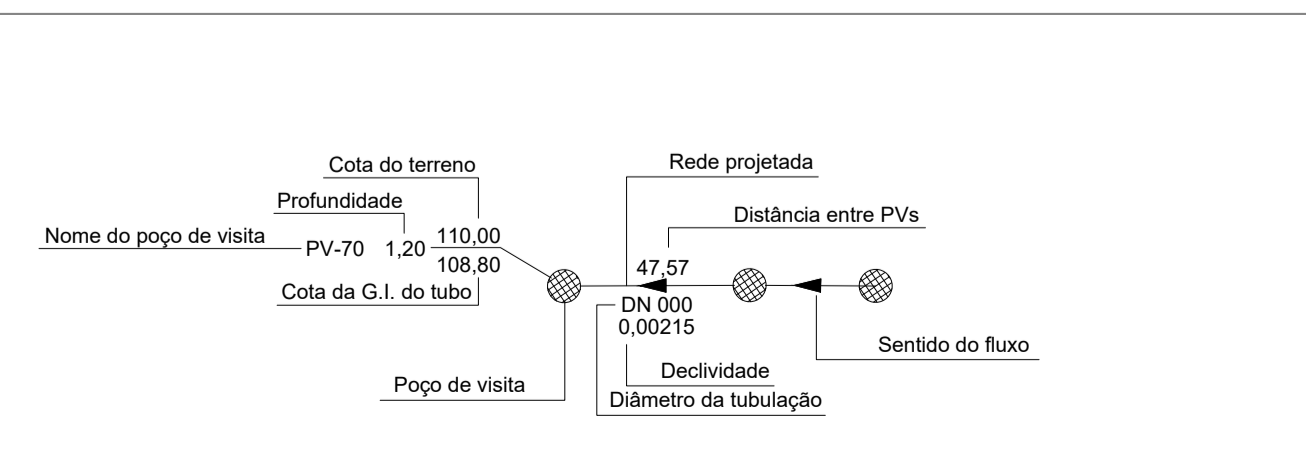 Rede projetada
Cota do terreno
Profundidade
Distância entre PVs
Nome do poço de visita
PV-70 1,20 110,00
108,80
47,57
Cota da G.I. do tubo
DN 000
0,00215
Sentido do fluxo
Declividade
Poço de visita
Diâmetro da tubulação